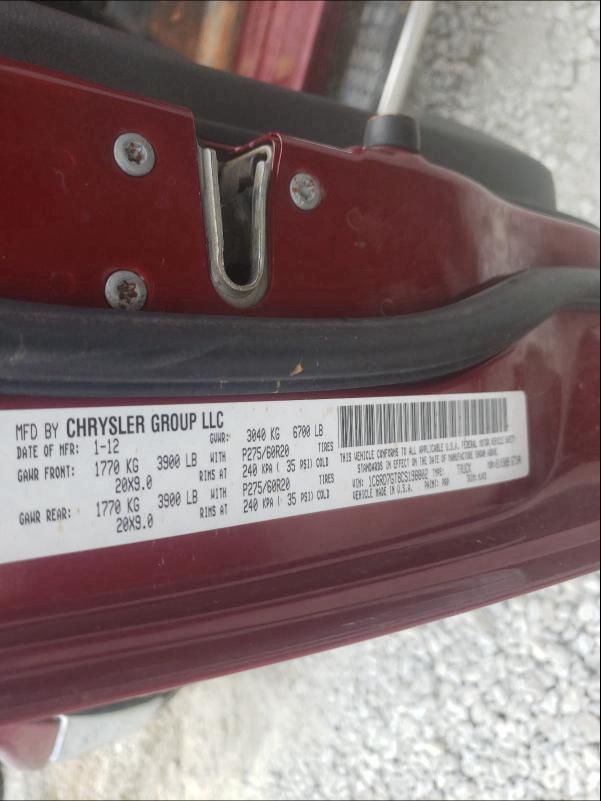 MFD BY CHRYSLER GROUP LLC
DATE OF MFR: 1-12 GVWR: 3040 KG 6700 LB
GAWR FRONT: 1770 KG 3900 LB WITH P275/60R20 TIRES
20X9.0 RIMS AT 240 KPA ( 35 PSI) COLD
GAWR REAR: 1770 KG 3900 LB WITH P275/60R20 TIRES
20X9.0 RIMS AT 240 KPA ( 35 PSI) COLD
THIS VEHICLE CONFORMS TO ALL APPLICABLE U.S.A. FEDERAL MOTOR VEHICLE SAFETY
STANDARDS IN EFFECT ON THE DATE OF MANUFACTURE SHOWN ABOVE.
VIN: TYPE: TRUCK
VEHICLE MADE IN U.S.A. PAINT: TRIM: